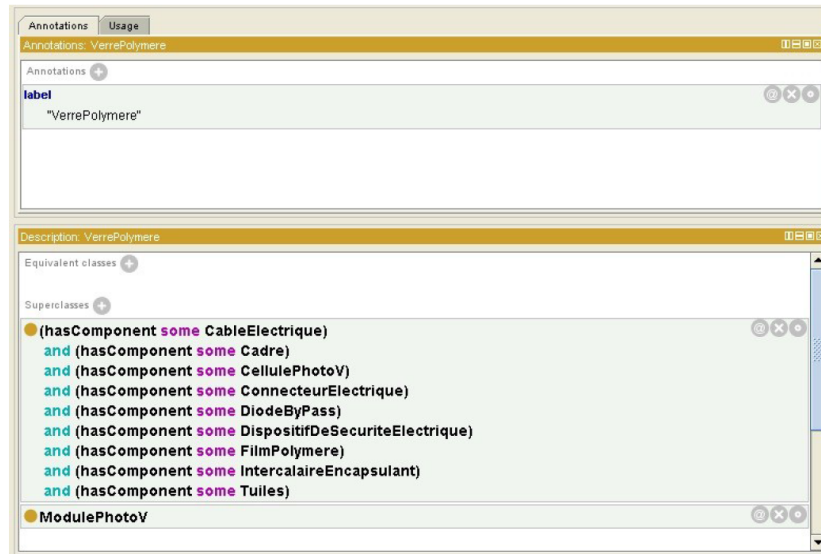 Annotations Usage
Annotations: VerrePolymere
Annotations
label
"VerrePolymere"
Description: VerrePolymere
Equivalent classes
Superclasses
(hasComponent some CableElectrique)
and (hasComponent some Cadre)
and (hasComponent some CellulePhotoV)
and (hasComponent some ConnecteurElectrique)
and (hasComponent some DiodeByPass)
and (hasComponent some DispositifDeSecuriteElectrique)
and (hasComponent some FilmPolymere)
and (hasComponent some IntercalaireEncapsulant)
and (hasComponent some Tuiles)
ModulePhotoV